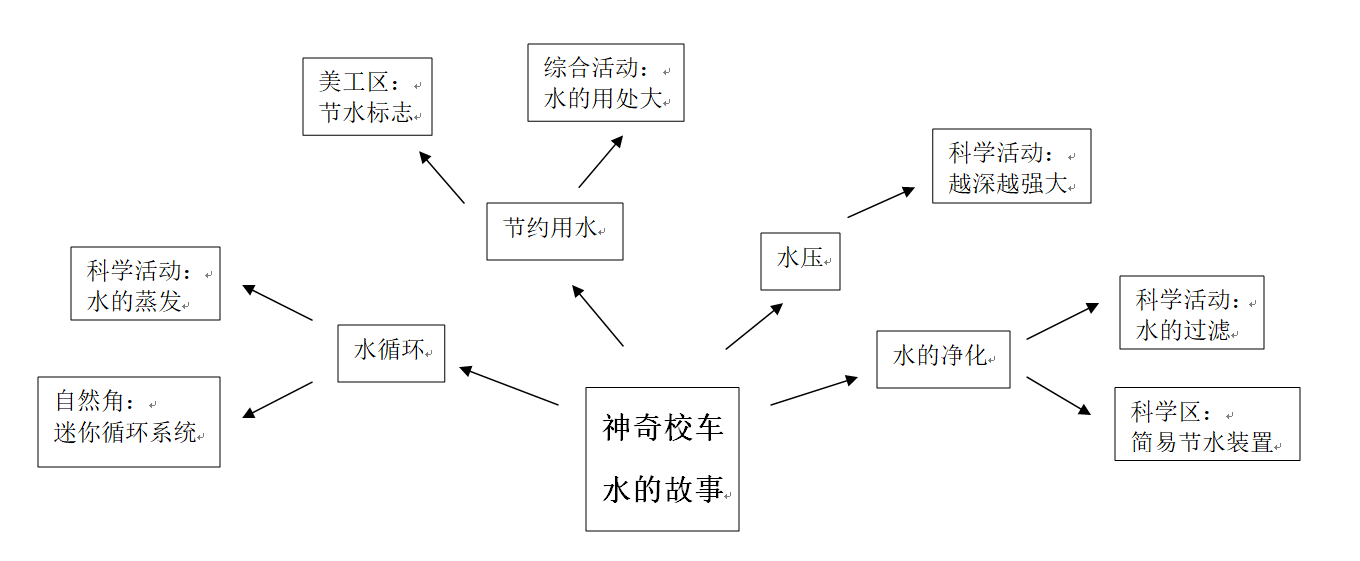 美工区：
节水标志
综合活动：
水的用处大
科学活动：
越深越强大
节约用水
水压
科学活动：
水的蒸发
水循环
科学活动：
水的过滤
水的净化
自然角：
迷你循环系统
科学区：
简易节水装置
神奇校车
水的故事